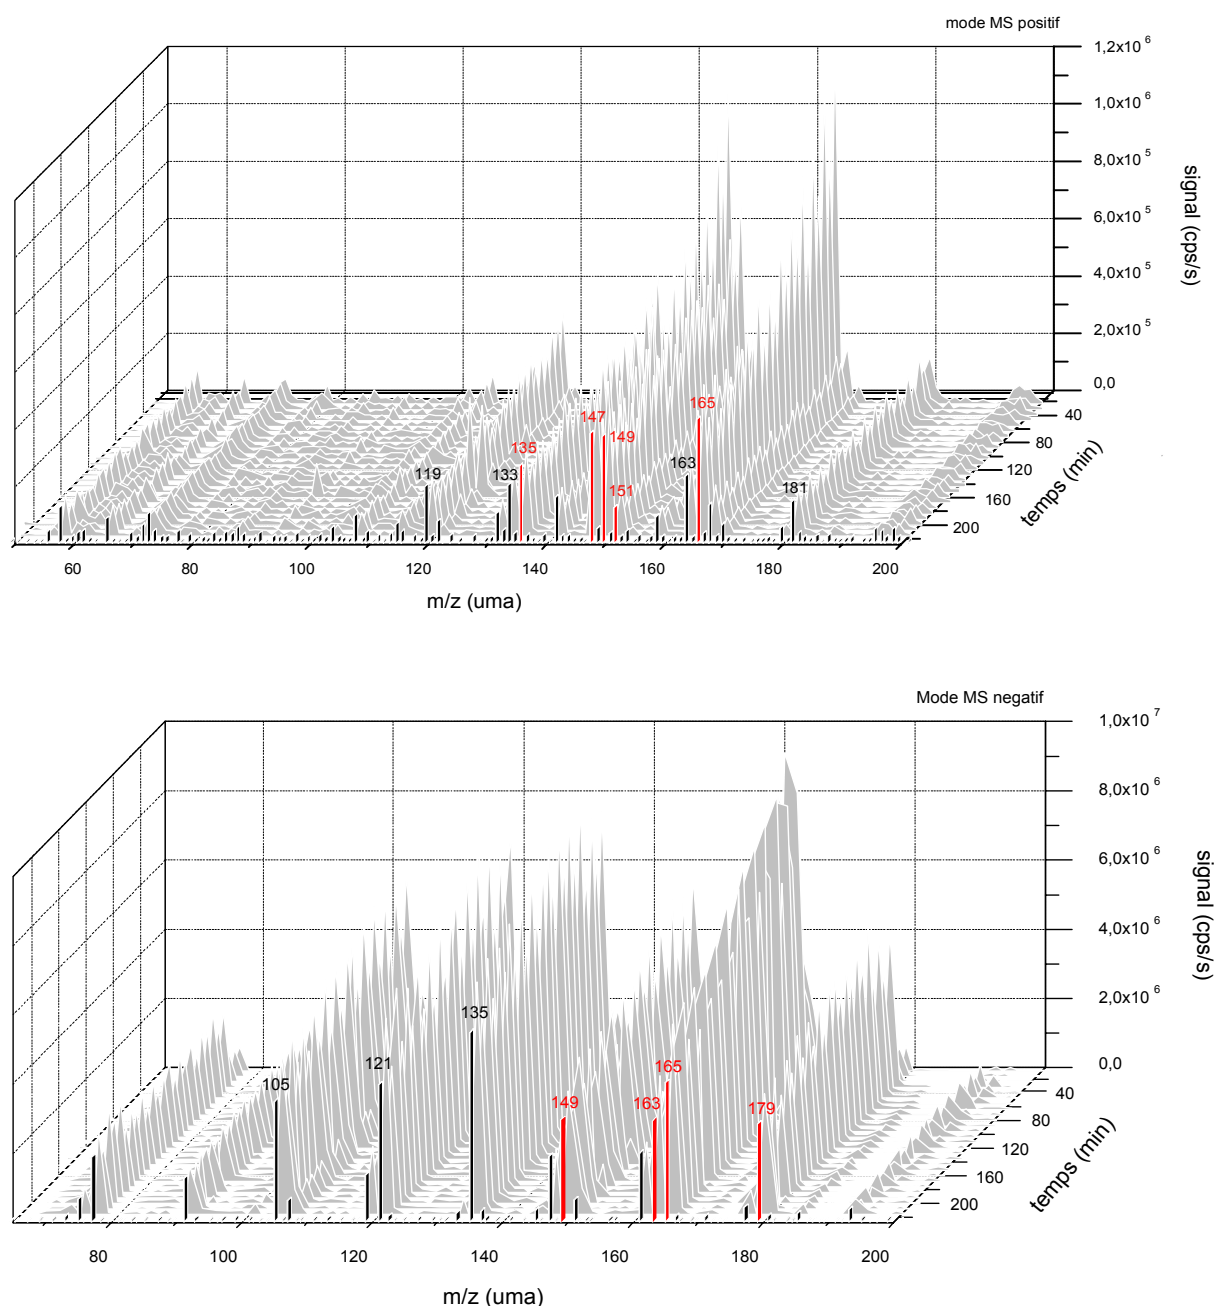 mode MS positif
1,2x10 6
1,0x10 6
8,0x10 5
6,0x10 5
4,0x10 5
2,0x10 5
0,0
signal (cps/s)
40
80
120
160
200
temps (min)
119
133
135
147
149
151
163
165
181
60
80
100
120
140
160
180
200
m/z (uma)
Mode MS negatif
1,0x10 7
8,0x10 6
6,0x10 6
4,0x10 6
2,0x10 6
0,0
signal (cps/s)
40
80
120
160
200
temps (min)
105
121
135
149
163
165
179
80
100
120
140
160
180
200
m/z (uma)